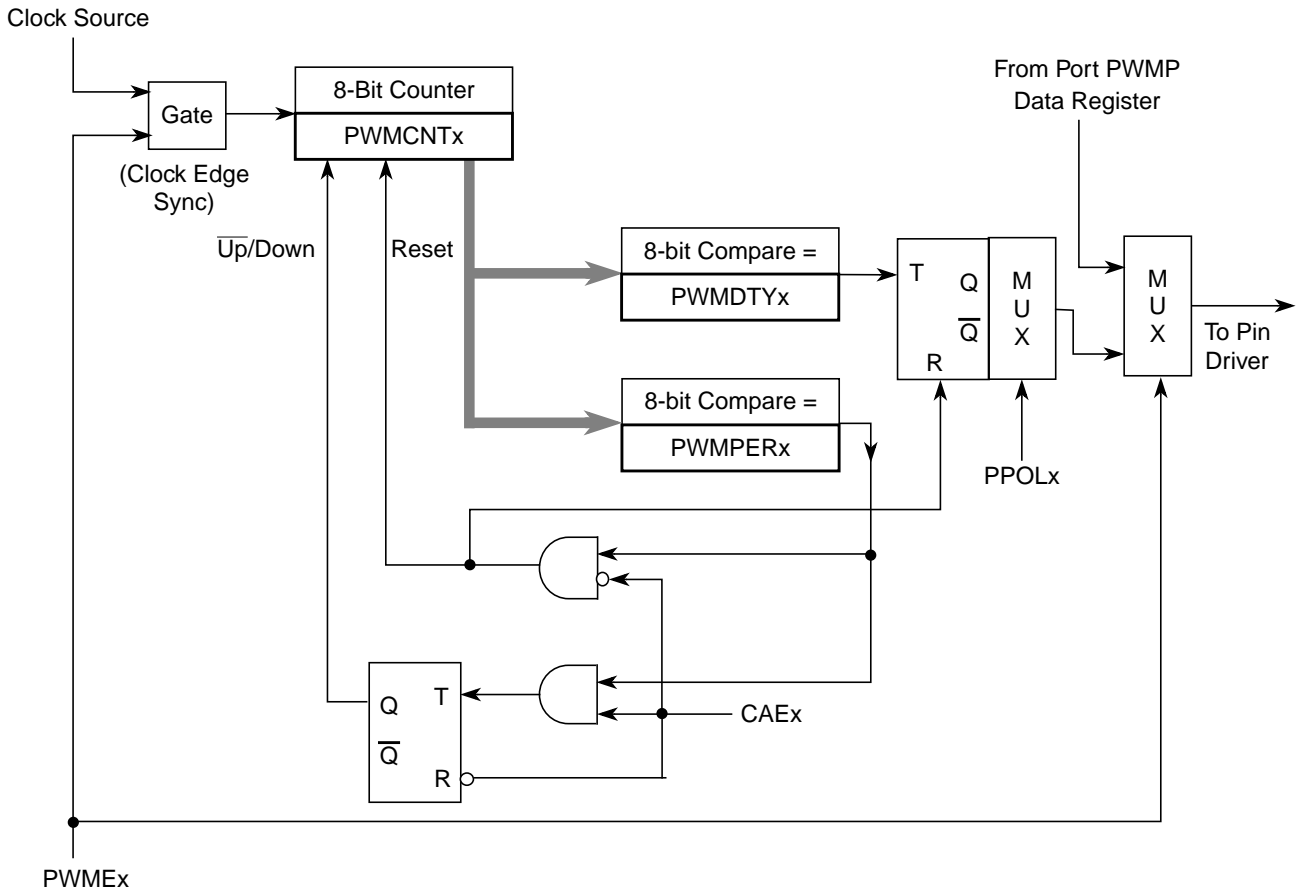 Clock Source
From Port PWMP
Data Register
8-Bit Counter
Gate
PWMCNTx
(Clock Edge
Sync)
U̅p̅/Down
Reset
8-bit Compare =
PWMDTYx
T
Q
Q̅
R
M
U
X
M
U
X
To Pin
Driver
8-bit Compare =
PWMPERx
PPOLx
Q
T
Q̅
R
CAEx
PWMEx